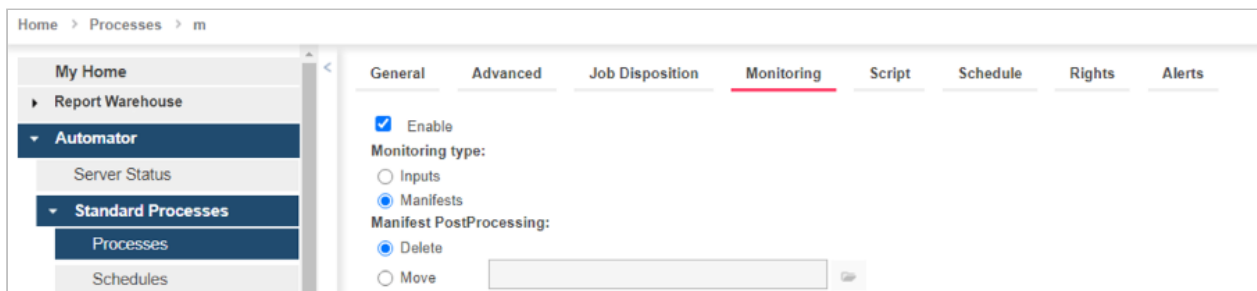 Home > Processes > m
My Home
Report Warehouse
Automator
Server Status
Standard Processes
Processes
Schedules
General Advanced Job Disposition Monitoring Script Schedule Rights Alerts
Enable
Monitoring type:
Inputs
Manifests
Manifest PostProcessing:
Delete
Move